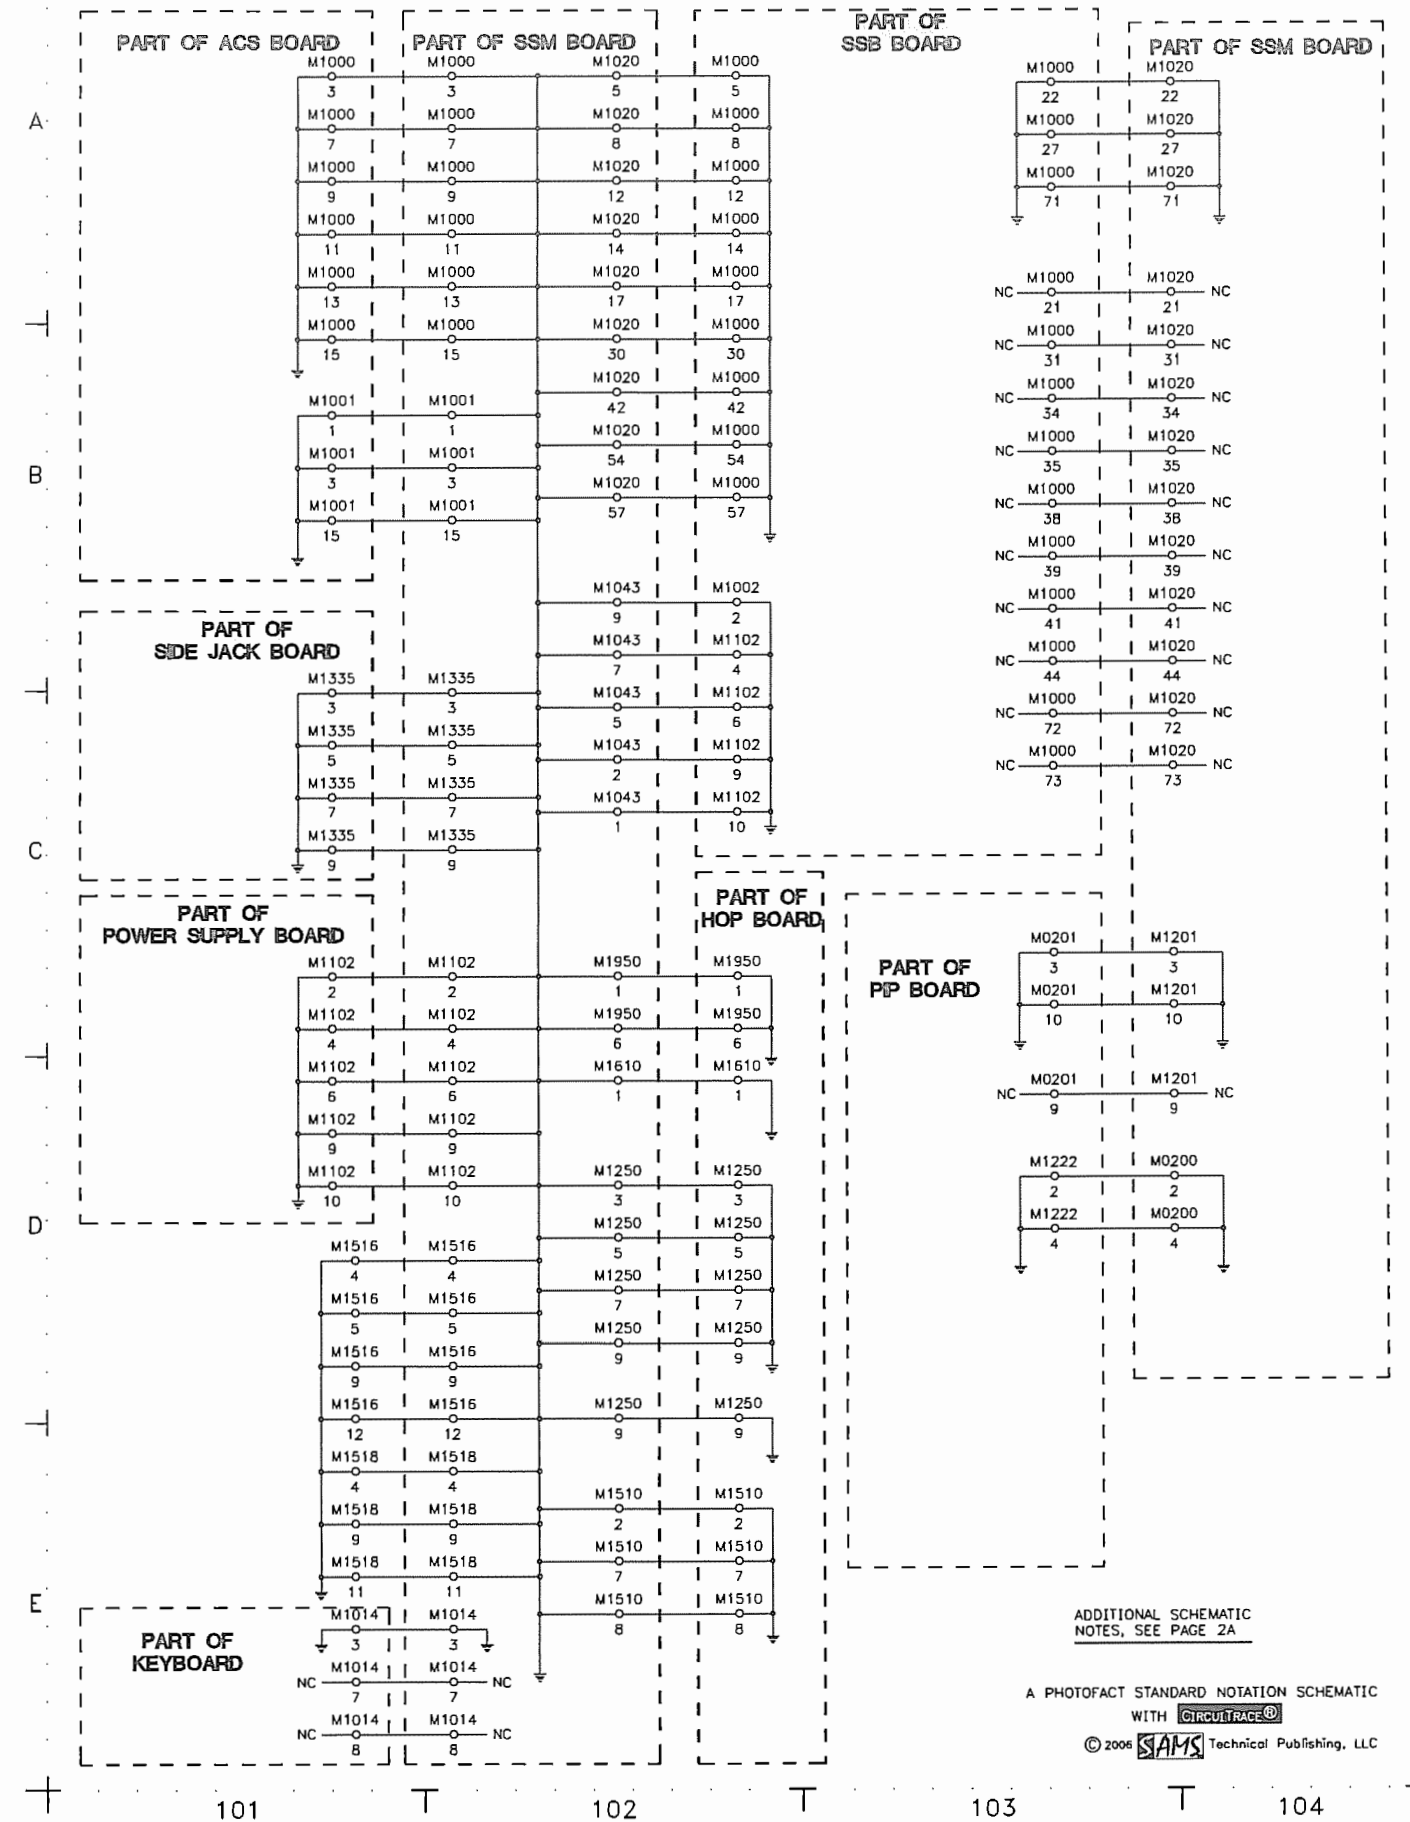 PART OF ACS BOARD
PART OF SSM BOARD
M1000 M1000 M1020 M1000
3 3 5 5
M1000 M1000 M1020 M1000
7 7 8 8
M1000 M1000 M1020 M1000
9 9 12 12
M1000 M1000 M1020 M1000
11 11 14 14
M1000 M1000 M1020 M1000
13 13 17 17
M1000 M1000 M1020 M1000
15 15 30 30
M1020 M1000
42 42
M1001 M1001
1 1
M1020 M1000
54 54
M1001 M1001
3 3
M1020 M1000
57 57
M1001 M1001
15 15
M1043 M1002
9 2
M1043 M1102
7 4
M1043 M1102
5 6
M1043 M1102
2 9
M1043 M1102
1 10
PART OF
SIDE JACK BOARD
M1335 M1335
3 3
M1335 M1335
5 5
M1335 M1335
7 7
M1335 M1335
9 9
PART OF
POWER SUPPLY BOARD
M1102 M1102
2 2
M1102 M1102
4 4
M1102 M1102
6 6
M1102 M1102
9 9
M1102 M1102
10 10
M1516 M1516
4 4
M1516 M1516
5 5
M1516 M1516
9 9
M1516 M1516
12 12
M1518 M1518
4 4
M1518 M1518
9 9
M1518 M1518
11 11
PART OF
KEYBOARD
M1014 M1014
3 3
M1014 M1014
NC NC
7 7
M1014 M1014
NC NC
8 8
PART OF
HOP BOARD
M1950 M1950
1 1
M1950 M1950
6 6
M1610 M1610
1 1
M1250 M1250
3 3
M1250 M1250
5 5
M1250 M1250
7 7
M1250 M1250
9 9
M1250 M1250
9 9
M1510 M1510
2 2
M1510 M1510
7 7
M1510 M1510
8 8
PART OF
SSB BOARD
PART OF SSM BOARD
M1000 M1020
22 22
M1000 M1020
27 27
M1000 M1020
71 71
M1000 M1020
NC NC
21 21
M1000 M1020
NC NC
31 31
M1000 M1020
NC NC
34 34
M1000 M1020
NC NC
35 35
M1000 M1020
NC NC
38 38
M1000 M1020
NC NC
39 39
M1000 M1020
NC NC
41 41
M1000 M1020
NC NC
44 44
M1000 M1020
NC NC
72 72
M1000 M1020
NC NC
73 73
PART OF
PIP BOARD
M0201 M1201
3 3
M0201 M1201
10 10
M0201 M1201
NC NC
9 9
M1222 M0200
2 2
M1222 M0200
4 4
ADDITIONAL SCHEMATIC
NOTES, SEE PAGE 2A
A PHOTOFACT STANDARD NOTATION SCHEMATIC
WITH CIRCUITRACE®
© 2006 SAMS Technical Publishing, LLC
A
B
C
D
E
101 102 103 104